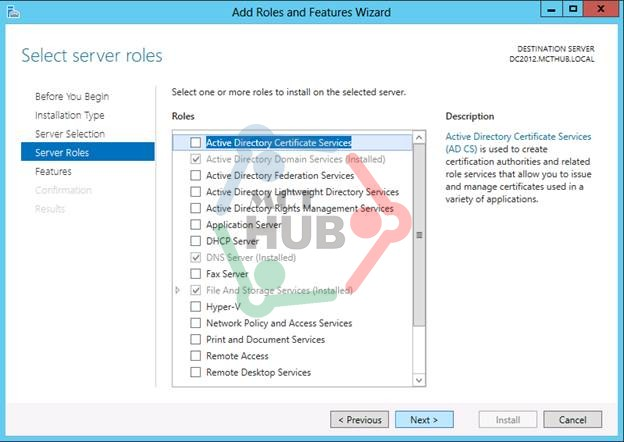 Add Roles and Features Wizard
Select server roles
DESTINATION SERVER
DC2012.MCTHUB.LOCAL
Before You Begin
Installation Type
Server Selection
Server Roles
Features
Confirmation
Results
Select one or more roles to install on the selected server.
Roles
Active Directory Certificate Services
Active Directory Domain Services (Installed)
Active Directory Federation Services
Active Directory Lightweight Directory Services
Active Directory Rights Management Services
Application Server
DHCP Server
DNS Server (Installed)
Fax Server
File And Storage Services (Installed)
Hyper-V
Network Policy and Access Services
Print and Document Services
Remote Access
Remote Desktop Services
MCT
HUB
Description
Active Directory Certificate Services
(AD CS) is used to create
certification authorities and related
role services that allow you to issue
and manage certificates used in a
variety of applications.
< Previous
Next >
Install
Cancel